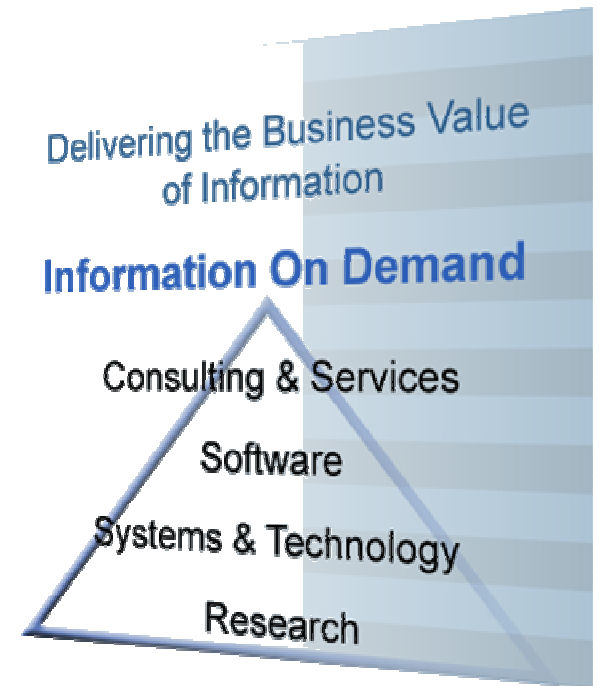 Delivering the Business Value
of Information
Information On Demand
Consulting & Services
Software
Systems & Technology
Research